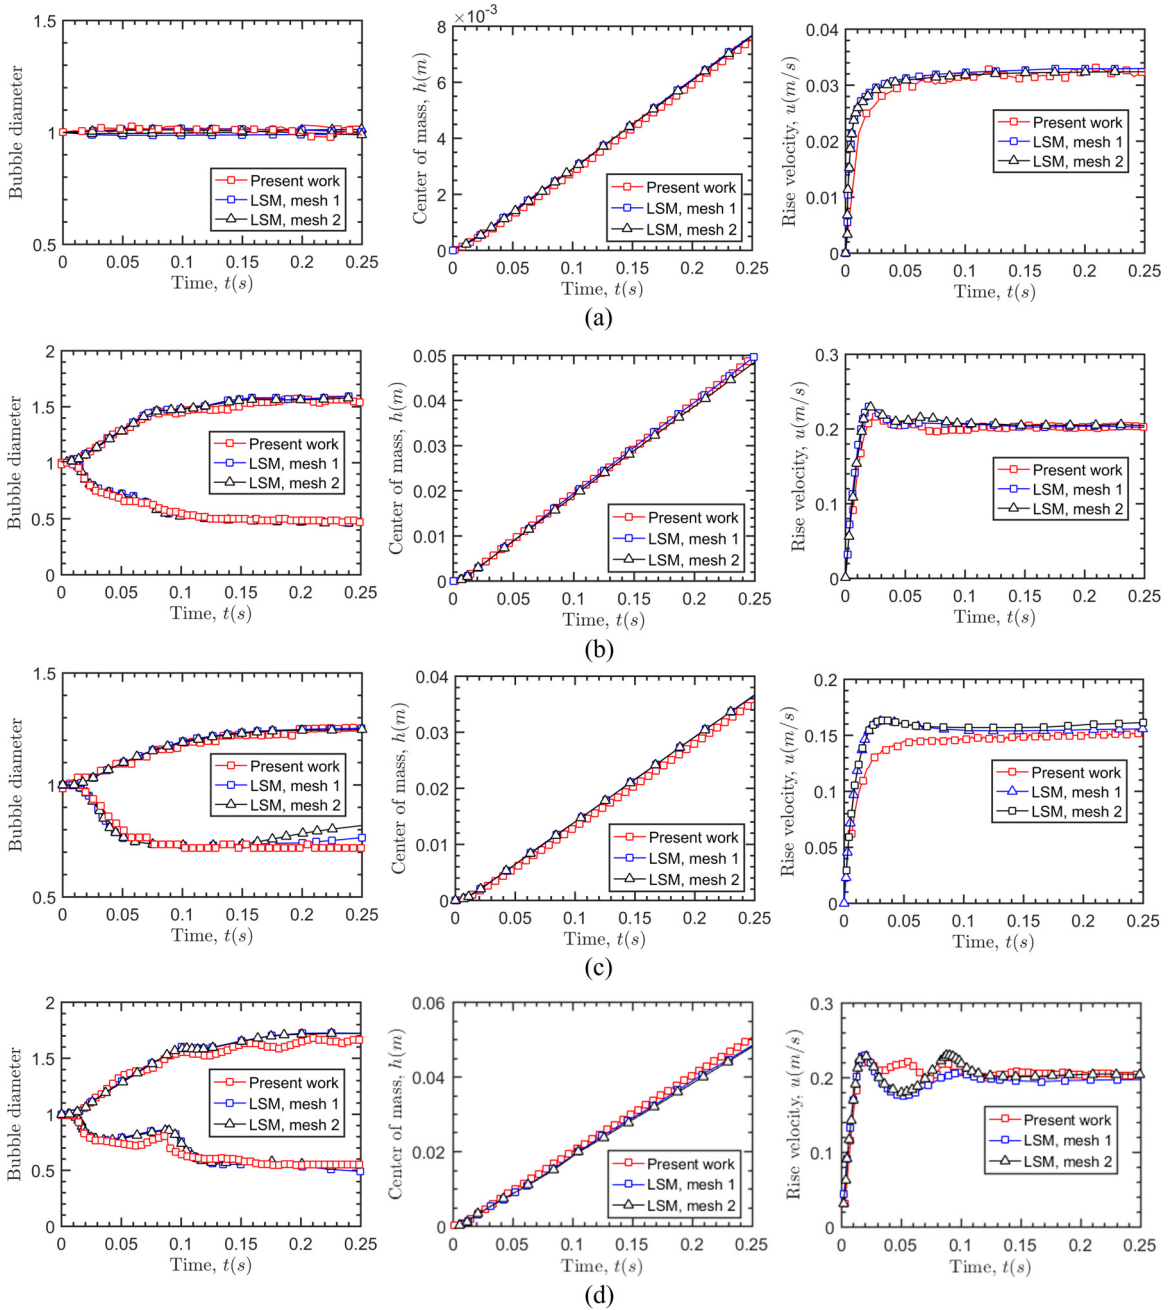 ×10⁻³
1.5
1
0.5
Bubble diameter
0 0.05 0.1 0.15 0.2 0.25
Time, t(s)
Present work
LSM, mesh 1
LSM, mesh 2
8
6
4
2
0
Center of mass, h(m)
0 0.05 0.1 0.15 0.2 0.25
Time, t(s)
Present work
LSM, mesh 1
LSM, mesh 2
0.04
0.03
0.02
0.01
0
Rise velocity, u(m/s)
0 0.05 0.1 0.15 0.2 0.25
Time, t(s)
Present work
LSM, mesh 1
LSM, mesh 2
(a)
2
1.5
1
0.5
0
Bubble diameter
0 0.05 0.1 0.15 0.2 0.25
Time, t(s)
Present work
LSM, mesh 1
LSM, mesh 2
0.05
0.04
0.03
0.02
0.01
0
Center of mass, h(m)
0 0.05 0.1 0.15 0.2 0.25
Time, t(s)
Present work
LSM, mesh 1
LSM, mesh 2
0.3
0.2
0.1
0
Rise velocity, u(m/s)
0 0.05 0.1 0.15 0.2 0.25
Time, t(s)
Present work
LSM, mesh 1
LSM, mesh 2
(b)
1.5
1
0.5
Bubble diameter
0 0.05 0.1 0.15 0.2 0.25
Time, t(s)
Present work
LSM, mesh 1
LSM, mesh 2
0.04
0.03
0.02
0.01
0
Center of mass, h(m)
0 0.05 0.1 0.15 0.2 0.25
Time, t(s)
Present work
LSM, mesh 1
LSM, mesh 2
0.2
0.15
0.1
0.05
0
Rise velocity, u(m/s)
0 0.05 0.1 0.15 0.2 0.25
Time, t(s)
Present work
LSM, mesh 1
LSM, mesh 2
(c)
2
1.5
1
0.5
0
Bubble diameter
0 0.05 0.1 0.15 0.2 0.25
Time, t(s)
Present work
LSM, mesh 1
LSM, mesh 2
0.06
0.04
0.02
0
Center of mass, h(m)
0 0.05 0.1 0.15 0.2 0.25
Time, t(s)
Present work
LSM, mesh 1
LSM, mesh 2
0.3
0.2
0.1
0
Rise velocity, u(m/s)
0 0.05 0.1 0.15 0.2 0.25
Time, t(s)
Present work
LSM, mesh 1
LSM, mesh 2
(d)